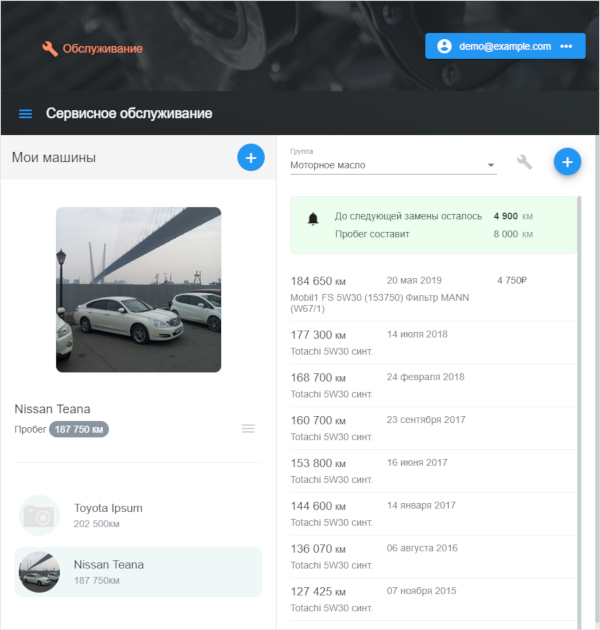 Обслуживание
demo@example.com
Сервисное обслуживание
Мои машины
Nissan Teana
Пробег 187 750 км
Toyota Ipsum
202 500км
Nissan Teana
187 750км
Группа
Моторное масло
До следующей замены осталось 4 900 км
Пробег составит 8 000 км
184 650 км 20 мая 2019 4 750₽
Mobil1 FS 5W30 (153750) Фильтр MANN
(W67/1)
177 300 км 14 июля 2018
Totachi 5W30 синт.
168 700 км 24 февраля 2018
Totachi 5W30 синт.
160 700 км 23 сентября 2017
Totachi 5W30 синт.
153 800 км 16 июня 2017
Totachi 5W30 синт.
144 600 км 14 января 2017
Totachi 5W30 синт.
136 070 км 06 августа 2016
Totachi 5W30 синт.
127 425 км 07 ноября 2015
Totachi 5W30 синт.